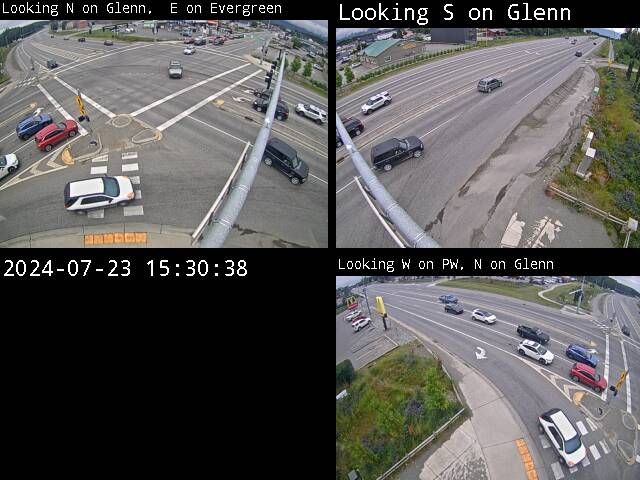 Looking N on Glenn, E on Evergreen
Looking S on Glenn
2024-07-23 15:30:38
Looking W on PW, N on Glenn